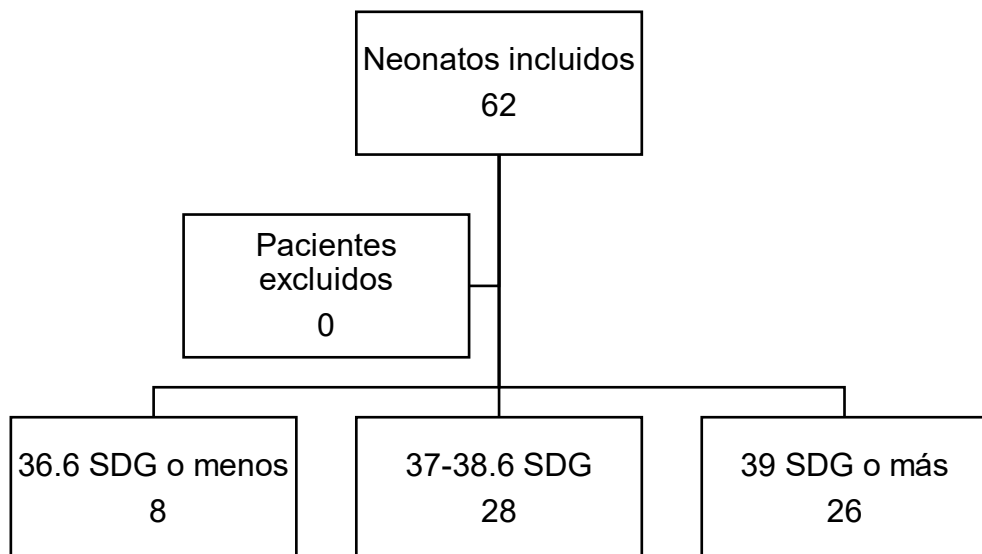 Neonatos incluidos
62
Pacientes
excluidos
0
36.6 SDG o menos
8
37-38.6 SDG
28
39 SDG o más
26